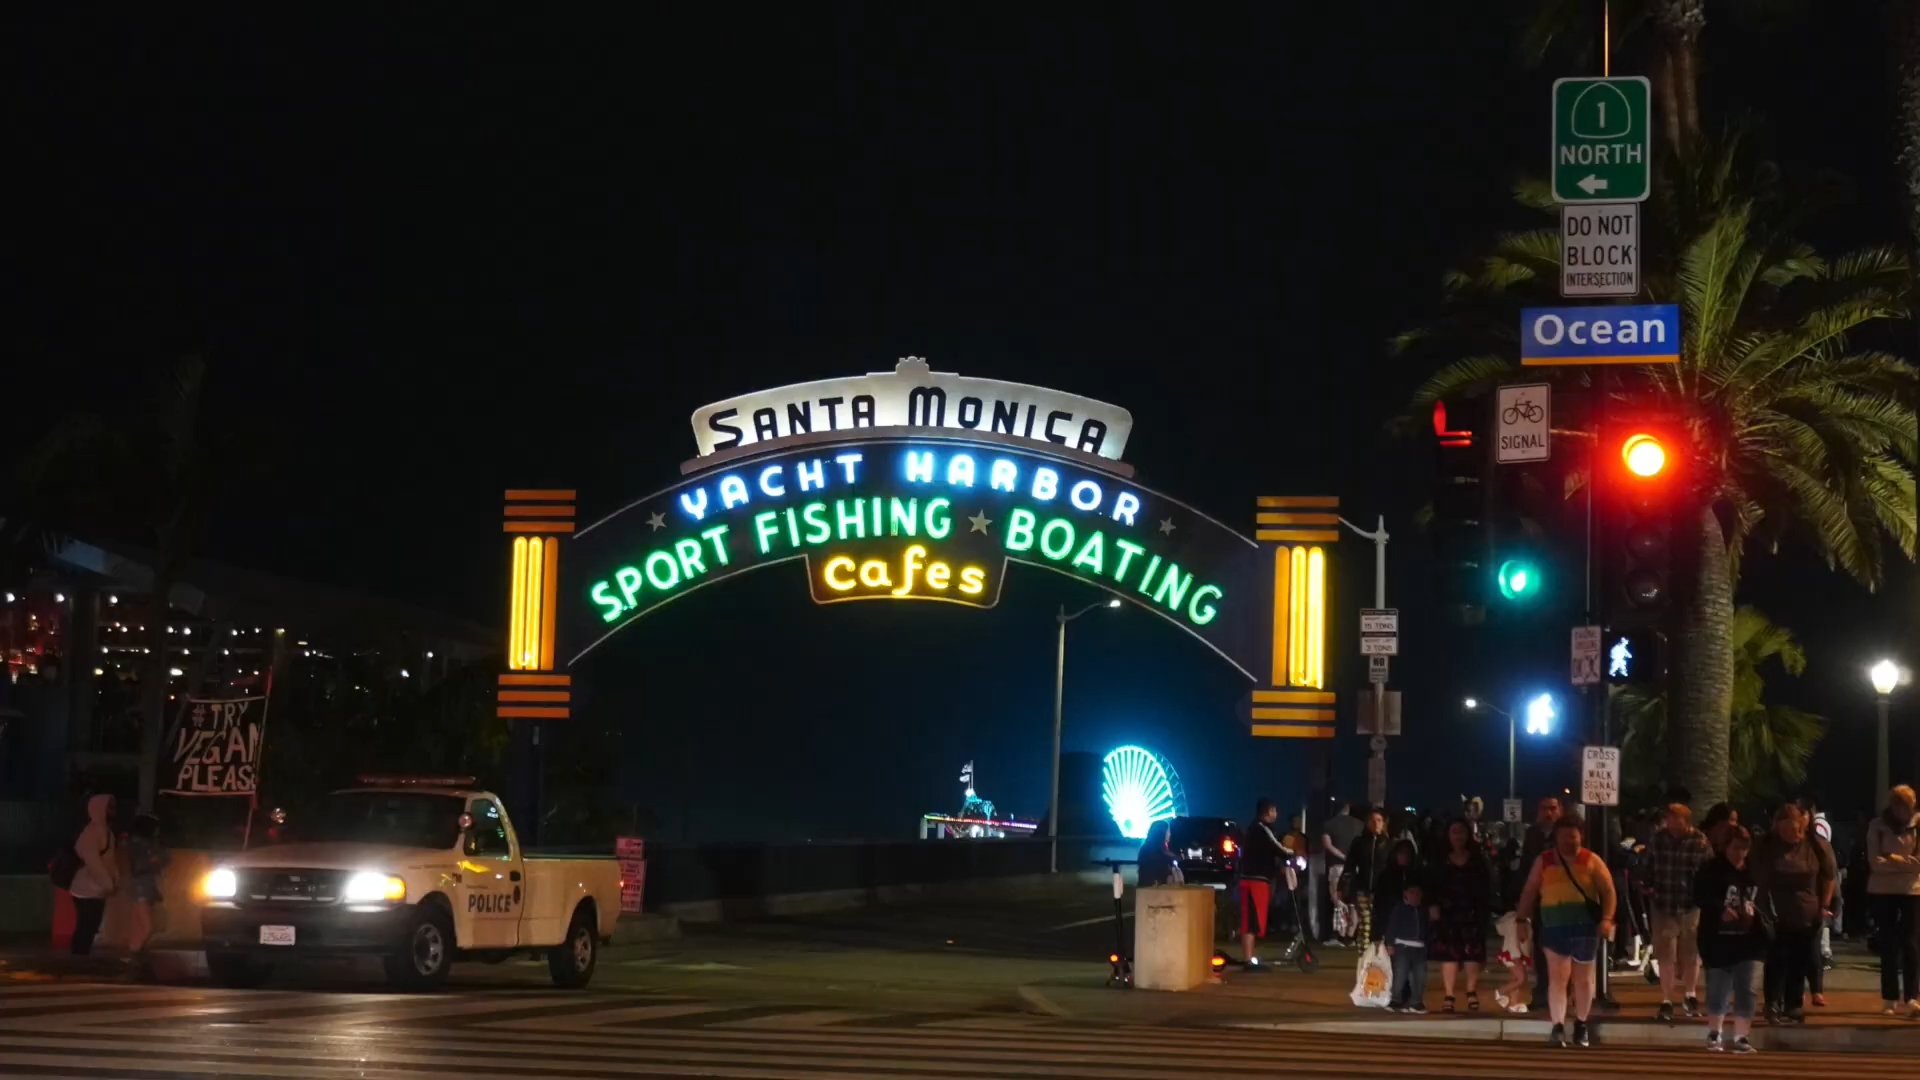 1
NORTH
DO NOT
BLOCK
INTERSECTION
Ocean
SIGNAL
SANTA MONICA
YACHT HARBOR
SPORT FISHING BOATING
cafes
#TRY
VEGAN
PLEASE
POLICE
NO
CROSS
ON
WALK
SIGNAL
ONLY